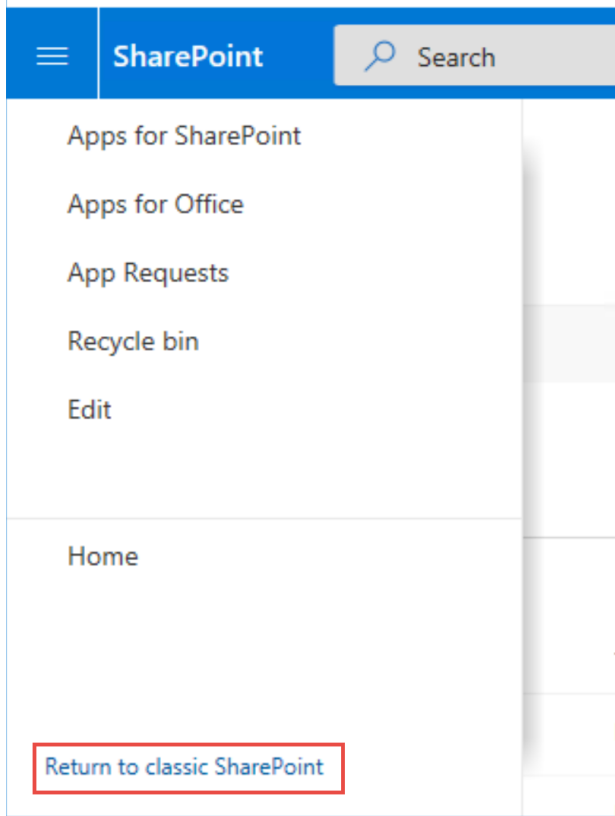 SharePoint
Search
Apps for SharePoint
Apps for Office
App Requests
Recycle bin
Edit
Home
Return to classic SharePoint